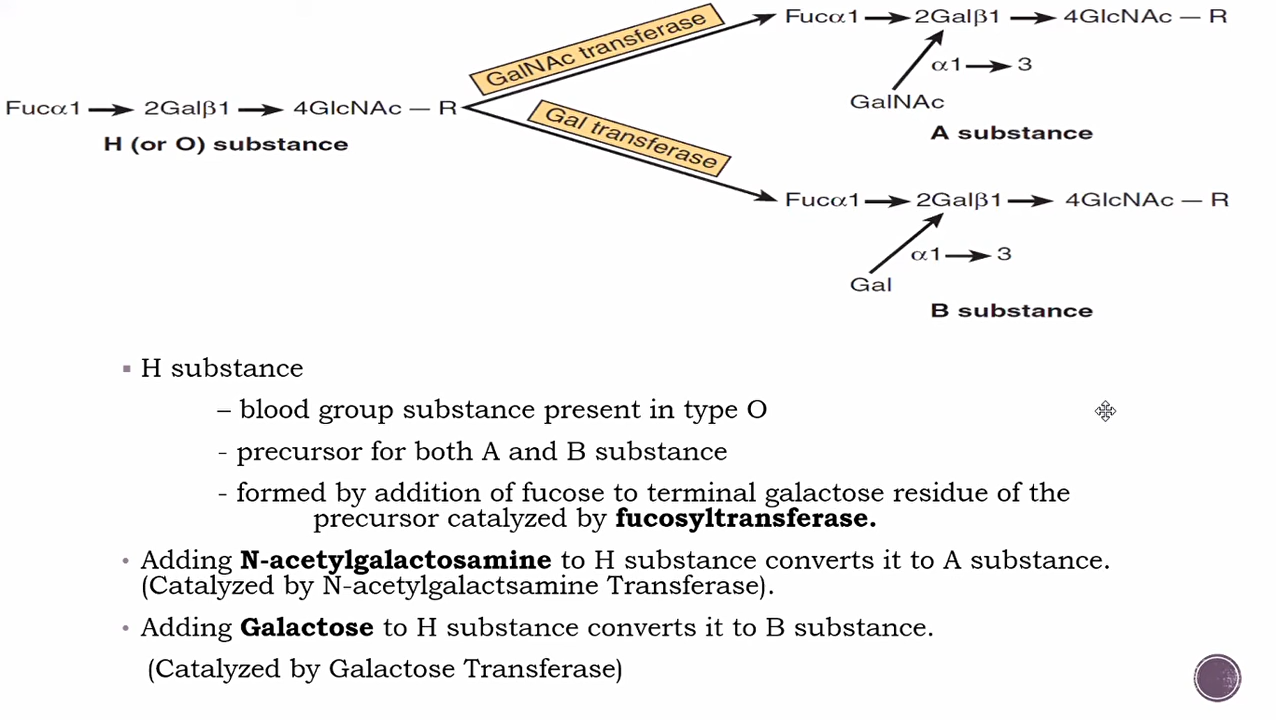 Fucα1 → 2Galβ1 → 4GlcNAc — R
GalNAc transferase
α1 → 3
GalNAc
A substance
Fucα1 → 2Galβ1 → 4GlcNAc — R
H (or O) substance
Gal transferase
Fucα1 → 2Galβ1 → 4GlcNAc — R
α1 → 3
Gal
B substance
▪ H substance
– blood group substance present in type O
- precursor for both A and B substance
- formed by addition of fucose to terminal galactose residue of the
precursor catalyzed by fucosyltransferase.
• Adding N-acetylgalactosamine to H substance converts it to A substance.
(Catalyzed by N-acetylgalactsamine Transferase).
• Adding Galactose to H substance converts it to B substance.
(Catalyzed by Galactose Transferase)